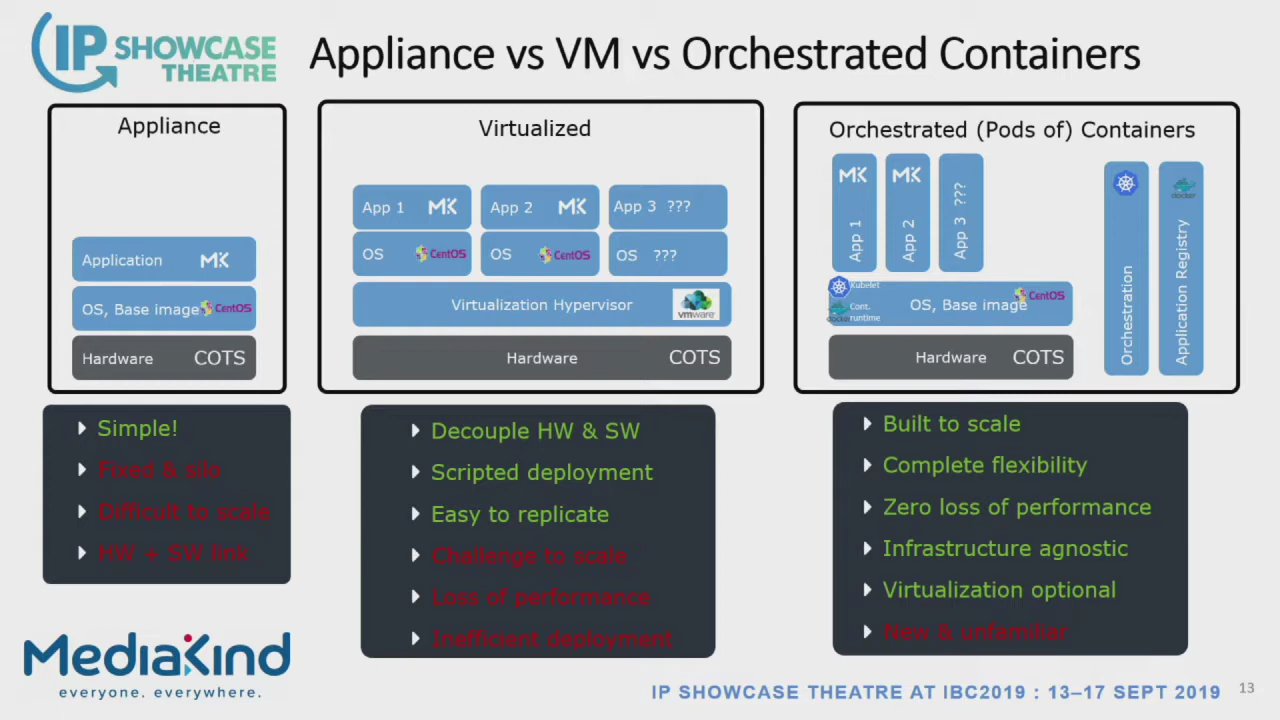 IP SHOWCASE
THEATRE
Appliance vs VM vs Orchestrated Containers
Appliance
Application MK
OS, Base image CentOS
Hardware COTS
Simple!
Fixed & silo
Difficult to scale
HW + SW link
Virtualized
App 1 MK
App 2 MK
App 3 ???
OS CentOS
OS CentOS
OS ???
Virtualization Hypervisor vmware
Hardware COTS
Decouple HW & SW
Scripted deployment
Easy to replicate
Challenge to scale
Loss of performance
Inefficient deployment
Orchestrated (Pods of) Containers
MK App 1
MK App 2
App 3 ???
Kubelet
docker Cont. runtime
OS, Base image CentOS
Hardware COTS
Orchestration
docker Application Registry
Built to scale
Complete flexibility
Zero loss of performance
Infrastructure agnostic
Virtualization optional
New & unfamiliar
MediaKind
everyone. everywhere.
IP SHOWCASE THEATRE AT IBC2019 : 13–17 SEPT 2019
13